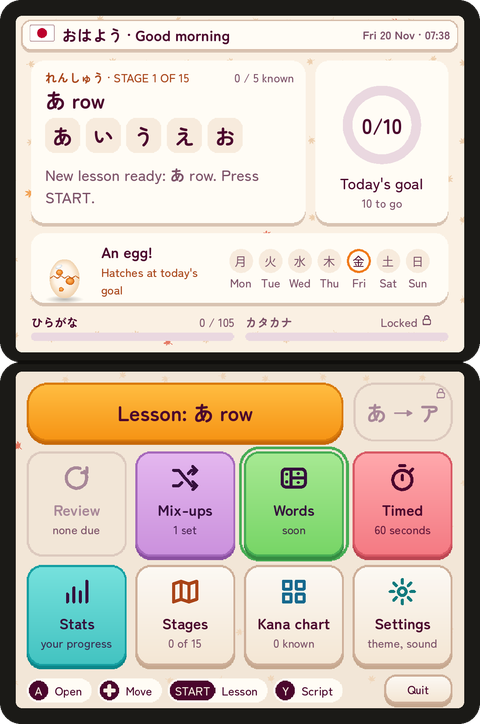 おはよう · Good morning
Fri 20 Nov · 07:38
れんしゅう · STAGE 1 OF 15
0 / 5 known
あ row
あ い う え お
New lesson ready: あ row. Press
START.
0/10
Today's goal
10 to go
An egg!
Hatches at today's
goal
月 火 水 木 金 土 日
Mon Tue Wed Thu Fri Sat Sun
ひらがな
0 / 105
カタカナ
Locked
Lesson: あ row
あ → ア
Review
none due
Mix-ups
1 set
Words
soon
Timed
60 seconds
Stats
your progress
Stages
0 of 15
Kana chart
0 known
Settings
theme, sound
A Open
Move
START Lesson
Y Script
Quit